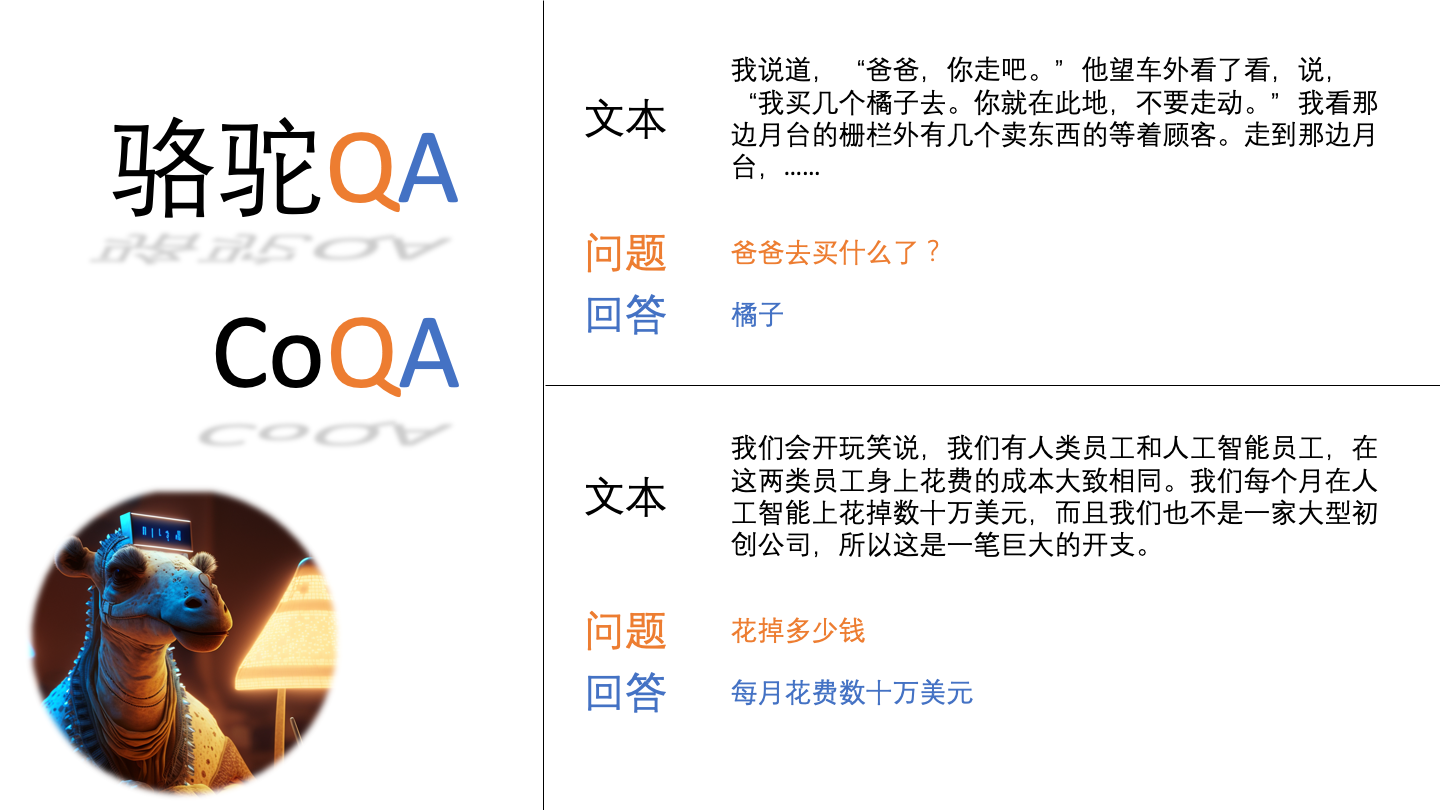 骆驼QA
CoQA
文本
我说道，“爸爸，你走吧。”他望车外看了看，说，
“我买几个橘子去。你就在此地，不要走动。”我看那
边月台的栅栏外有几个卖东西的等着顾客。走到那边月
台，……
问题
爸爸去买什么了？
回答
橘子
文本
我们会开玩笑说，我们有人类员工和人工智能员工，在
这两类员工身上花费的成本大致相同。我们每个月在人
工智能上花掉数十万美元，而且我们也不是一家大型初
创公司，所以这是一笔巨大的开支。
问题
花掉多少钱
回答
每月花费数十万美元